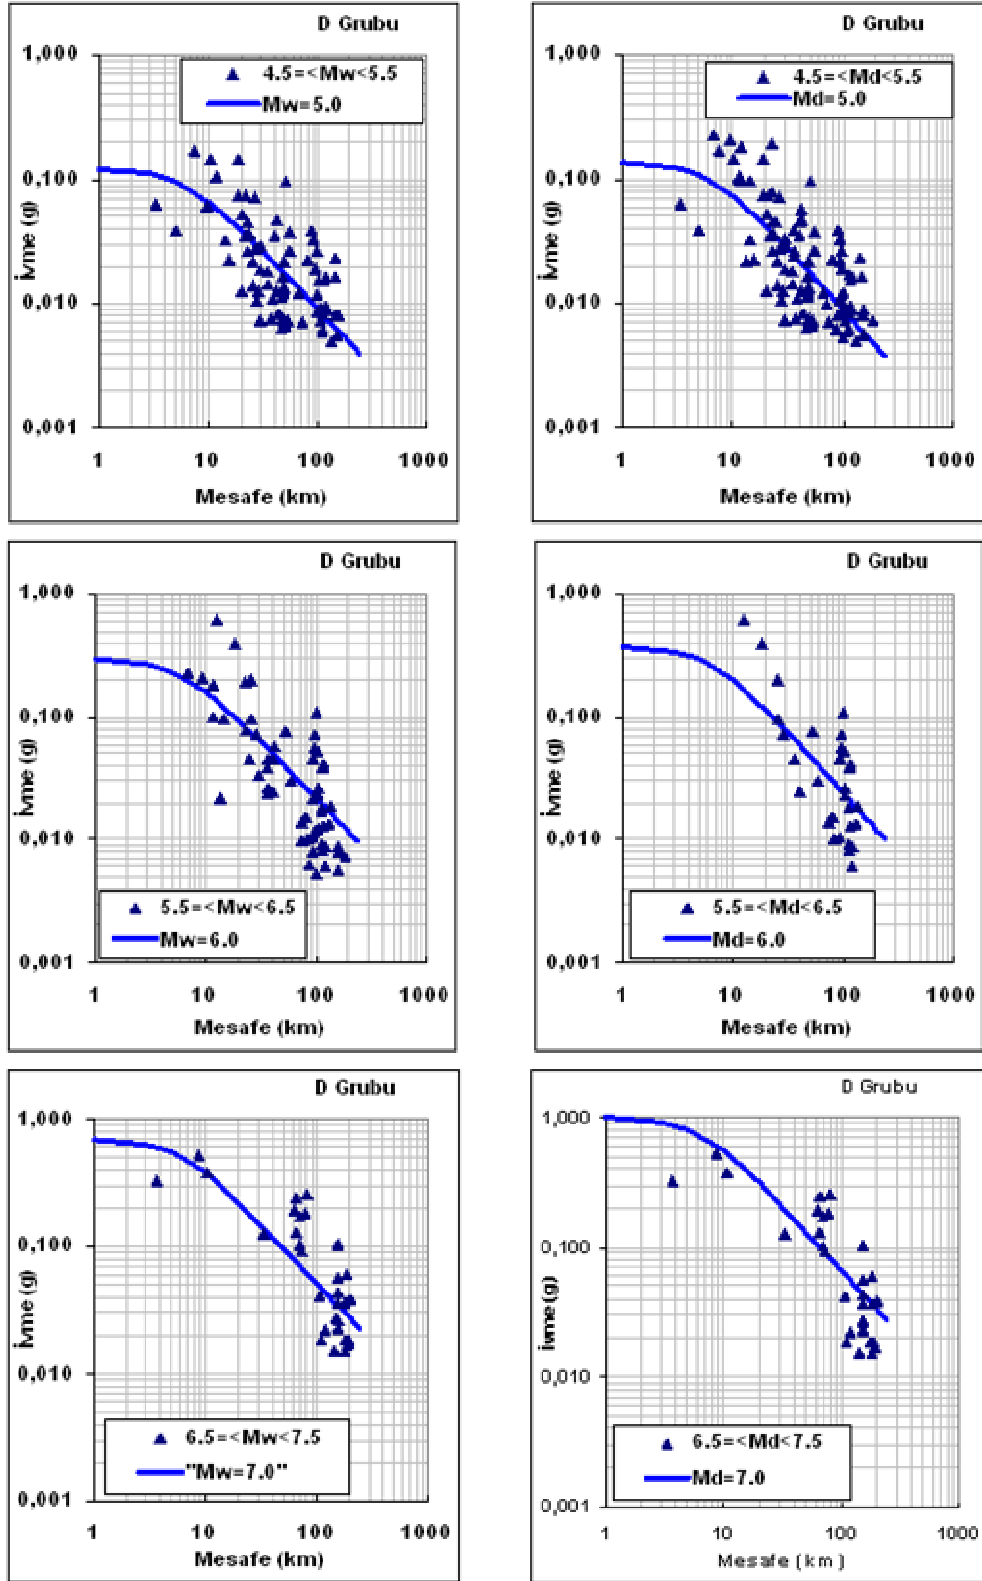 D Grubu
1,000
4.5=<Mw<5.5
Mw=5.0
0,100
İvme (g)
0,010
0,001
1 10 100 1000
Mesafe (km)
D Grubu
1,000
4.5=<Md<5.5
Md=5.0
0,100
İvme (g)
0,010
0,001
1 10 100 1000
Mesafe (km)
D Grubu
1,000
0,100
İvme (g)
0,010
5.5=<Mw<6.5
Mw=6.0
0,001
1 10 100 1000
Mesafe (km)
D Grubu
1,000
0,100
İvme (g)
0,010
5.5=<Md<6.5
Md=6.0
0,001
1 10 100 1000
Mesafe (km)
D Grubu
1,000
0,100
İvme (g)
0,010
6.5=<Mw<7.5
"Mw=7.0"
0,001
1 10 100 1000
Mesafe (km)
D Grubu
1,000
0,100
İvme(g)
0,010
6.5=<Md<7.5
Md=7.0
0,001
1 10 100 1000
Mesafe (km)